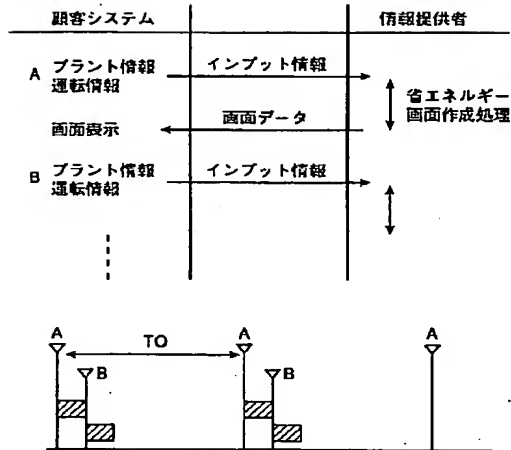 顧客システム
情報提供者
A プラント情報 インプット情報
運転情報
省エネルギー
画面作成処理
画面表示 画面データ
B プラント情報 インプット情報
運転情報
A TO A A
B B